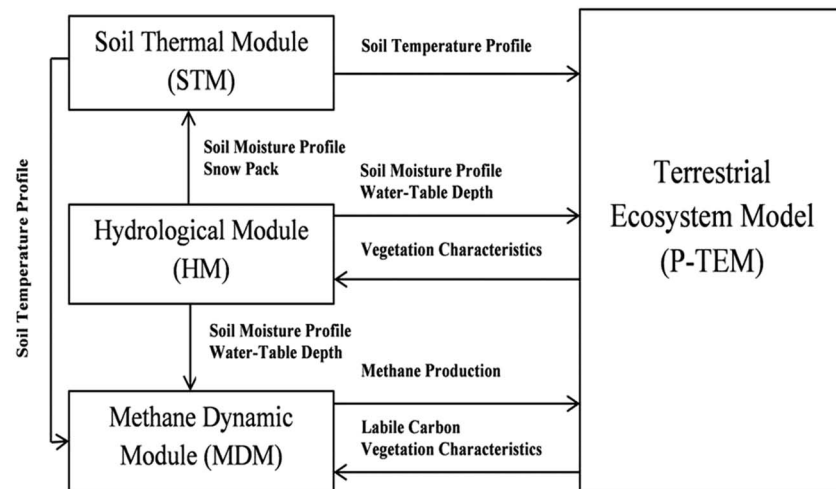 Soil Thermal Module
(STM)
Soil Temperature Profile
Soil Moisture Profile
Snow Pack
Soil Moisture Profile
Water-Table Depth
Terrestrial
Ecosystem Model
(P-TEM)
Hydrological Module
(HM)
Vegetation Characteristics
Soil Temperature Profile
Soil Moisture Profile
Water-Table Depth
Methane Production
Methane Dynamic
Module (MDM)
Labile Carbon
Vegetation Characteristics